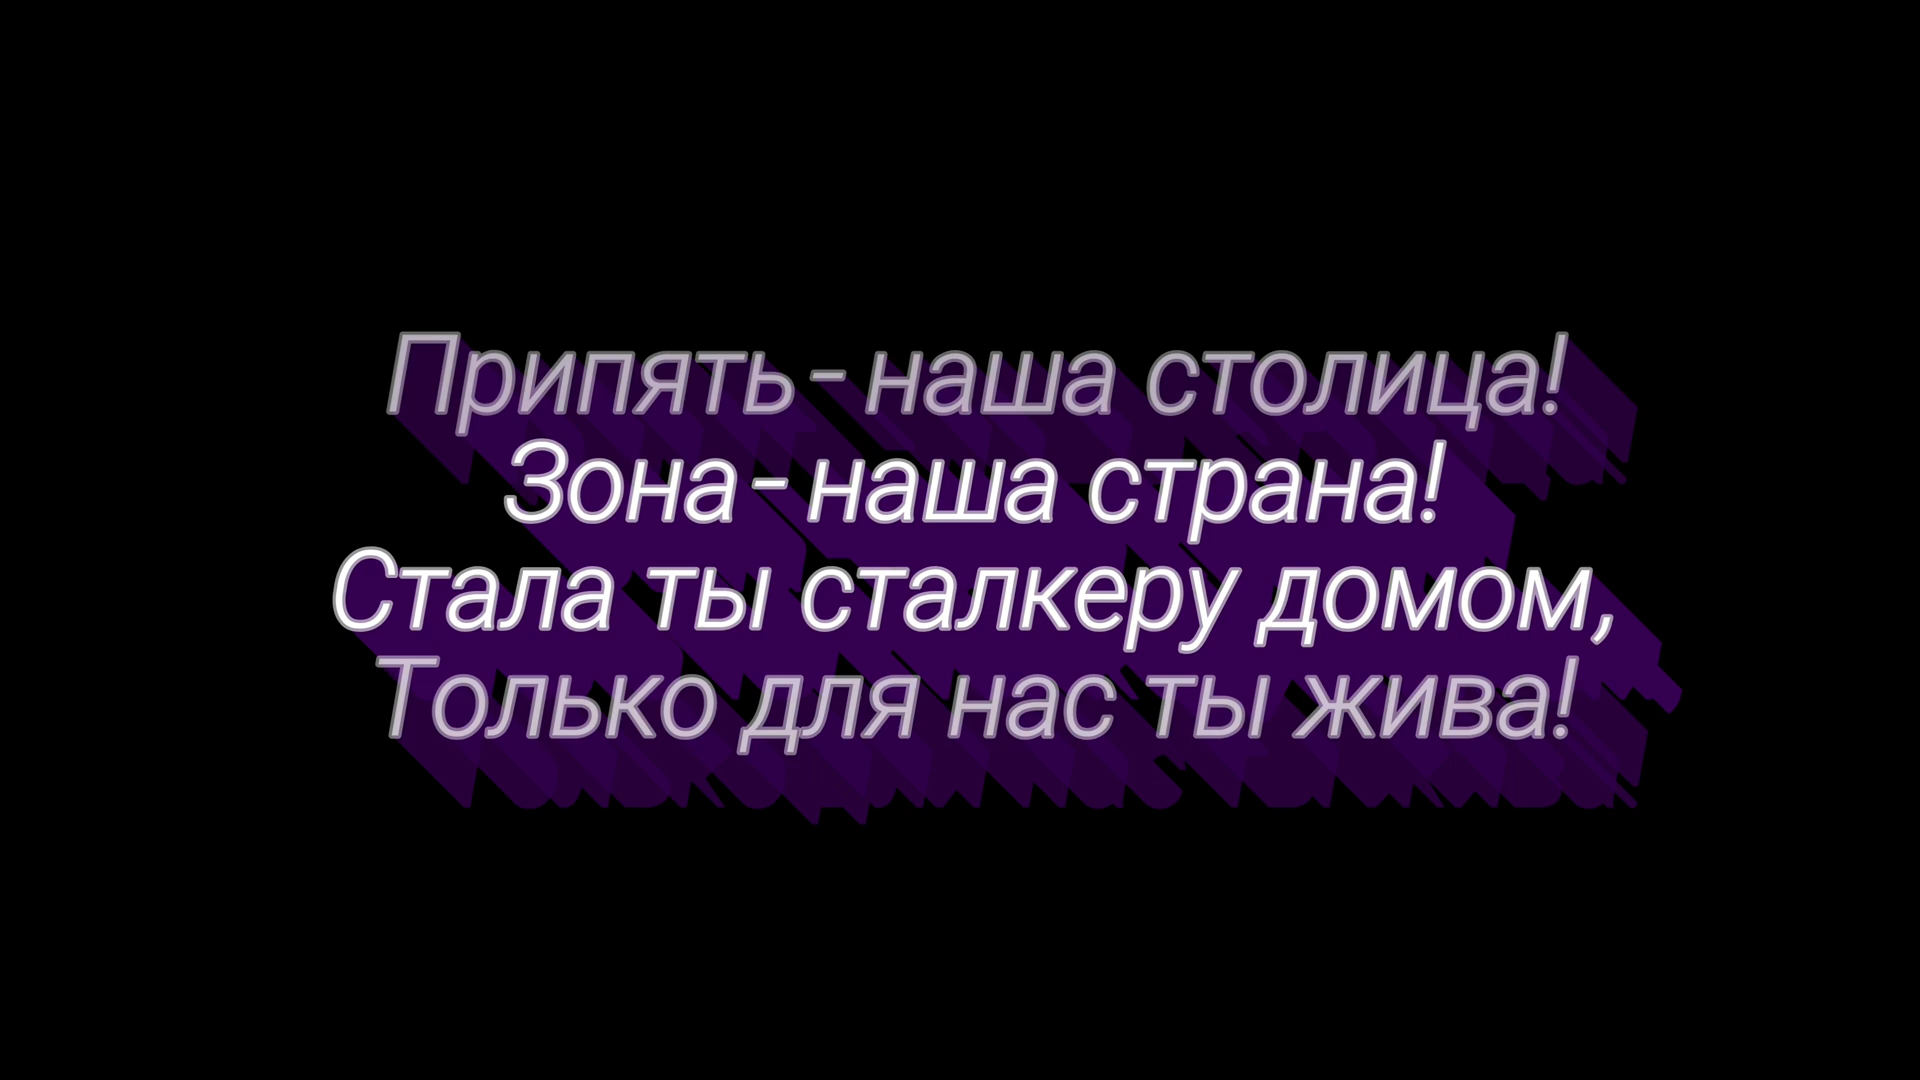 Припять - наша столица!
Зона - наша страна!
Стала ты сталкеру домом,
Только для нас ты жива!